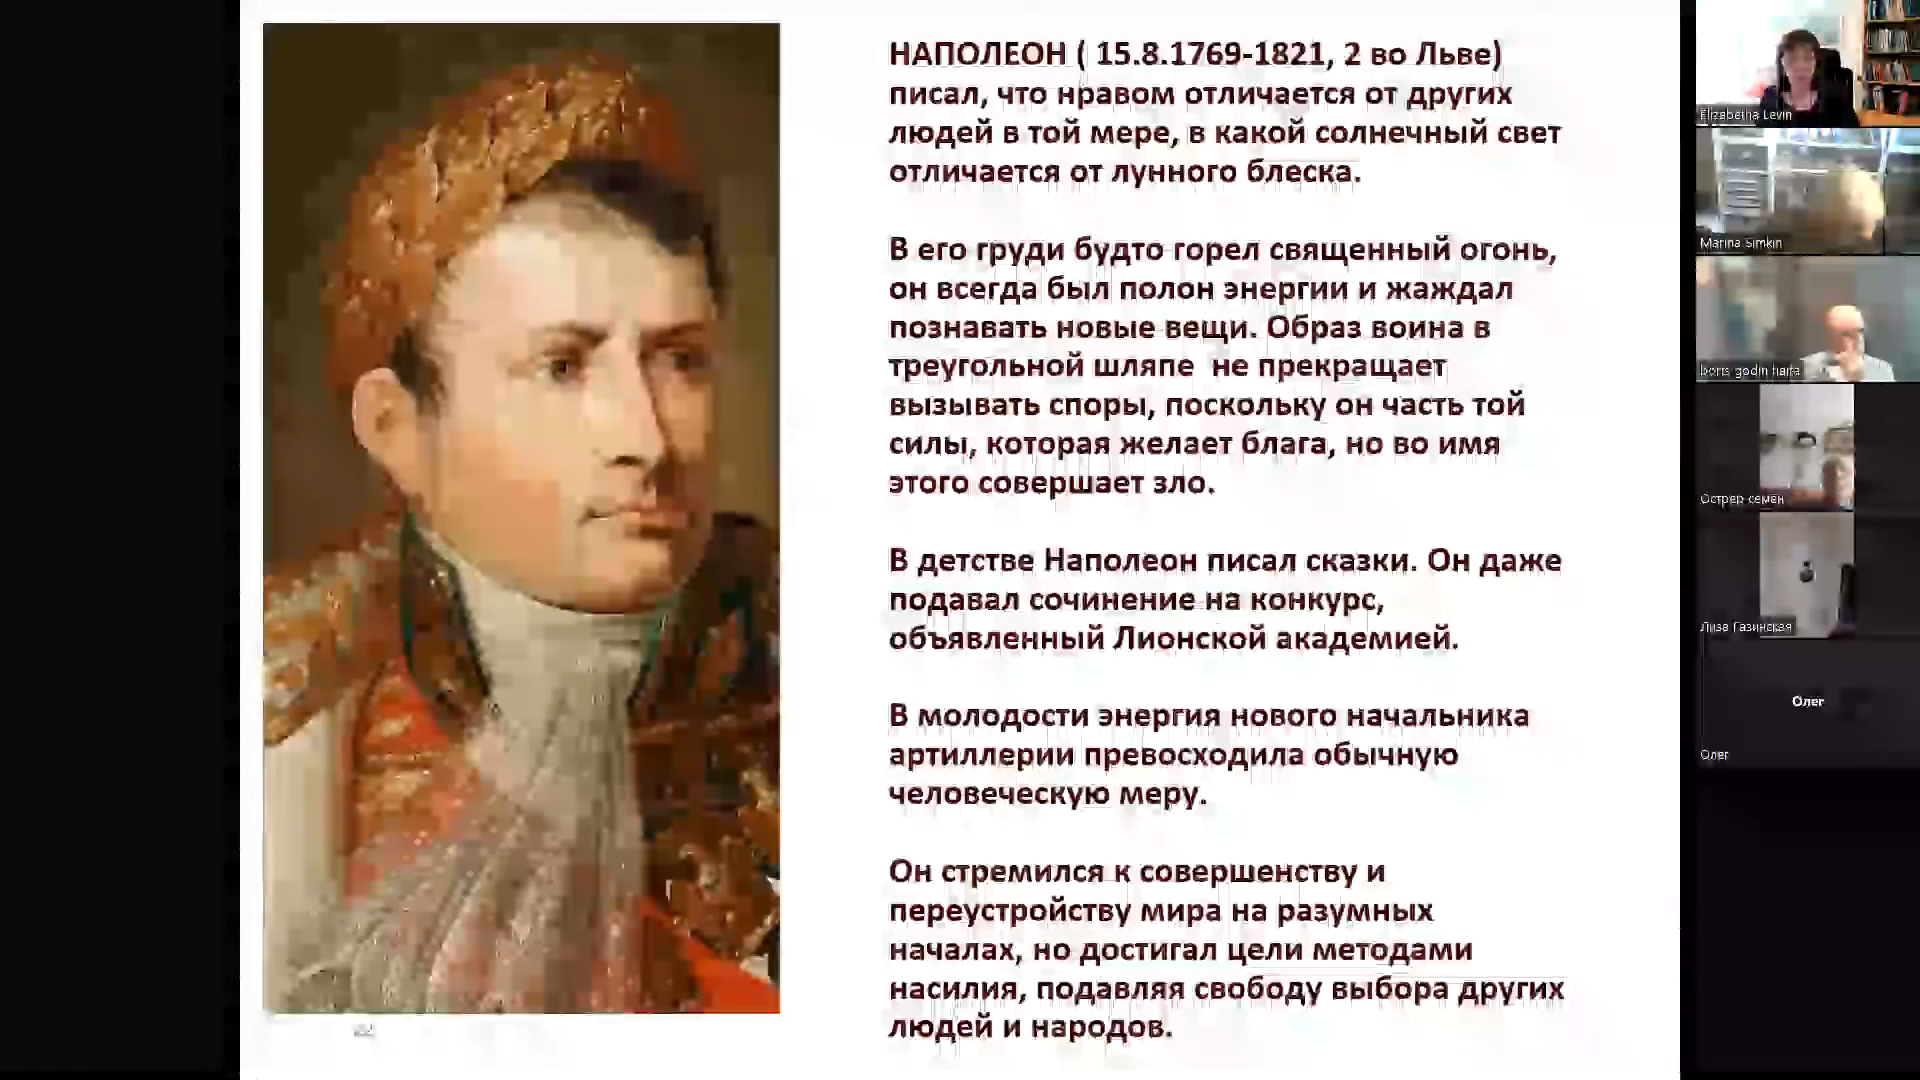 НАПОЛЕОН ( 15.8.1769-1821, 2 во Льве)
писал, что нравом отличается от других
людей в той мере, в какой солнечный свет
отличается от лунного блеска.
В его груди будто горел священный огонь,
он всегда был полон энергии и жаждал
познавать новые вещи. Образ воина в
треугольной шляпе не прекращает
вызывать споры, поскольку он часть той
силы, которая желает блага, но во имя
этого совершает зло.
В детстве Наполеон писал сказки. Он даже
подавал сочинение на конкурс,
объявленный Лионской академией.
В молодости энергия нового начальника
артиллерии превосходила обычную
человеческую меру.
Он стремился к совершенству и
переустройству мира на разумных
началах, но достигал цели методами
насилия, подавляя свободу выбора других
людей и народов.
Elizabetha Levin
Marina Simkin
boris godin haifa
Острер семён
Лиза Газинская
Олег
Олег